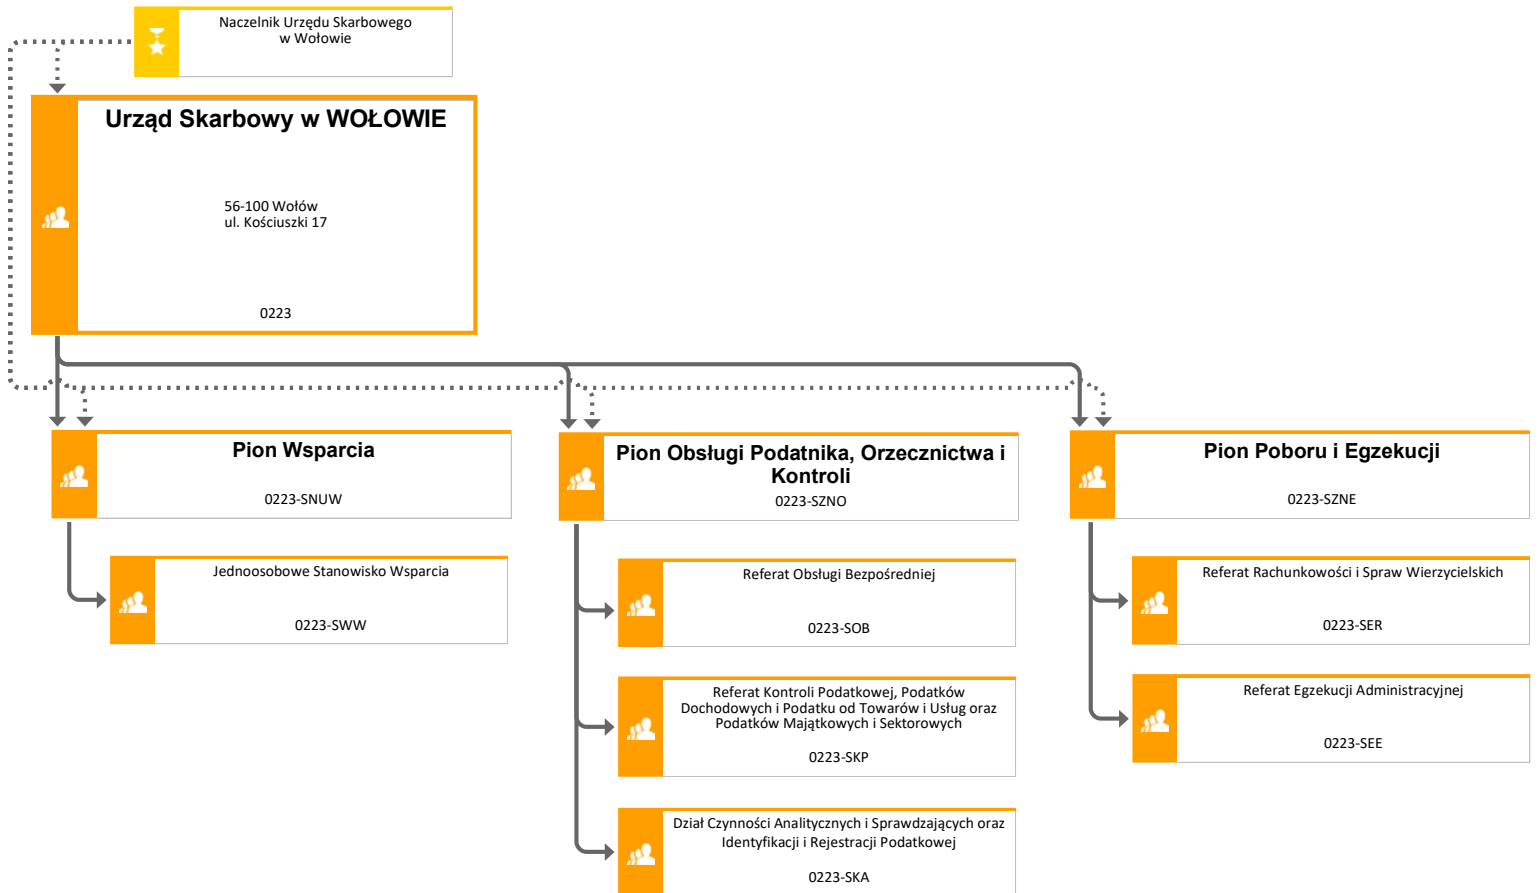 Naczelnik Urzędu Skarbowego
w Wołowie
Urząd Skarbowy w WOŁOWIE
56-100 Wołów
ul. Kościuszki 17
0223
Pion Wsparcia
0223-SNUW
Jednoosobowe Stanowisko Wsparcia
0223-SWW
Pion Obsługi Podatnika, Orzecznictwa i
Kontroli
0223-SZNO
Referat Obsługi Bezpośredniej
0223-SOB
Referat Kontroli Podatkowej, Podatków
Dochodowych i Podatku od Towarów i Usług oraz
Podatków Majątkowych i Sektorowych
0223-SKP
Dział Czynności Analitycznych i Sprawdzających oraz
Identyfikacji i Rejestracji Podatkowej
0223-SKA
Pion Poboru i Egzekucji
0223-SZNE
Referat Rachunkowości i Spraw Wierzycielskich
0223-SER
Referat Egzekucji Administracyjnej
0223-SEE